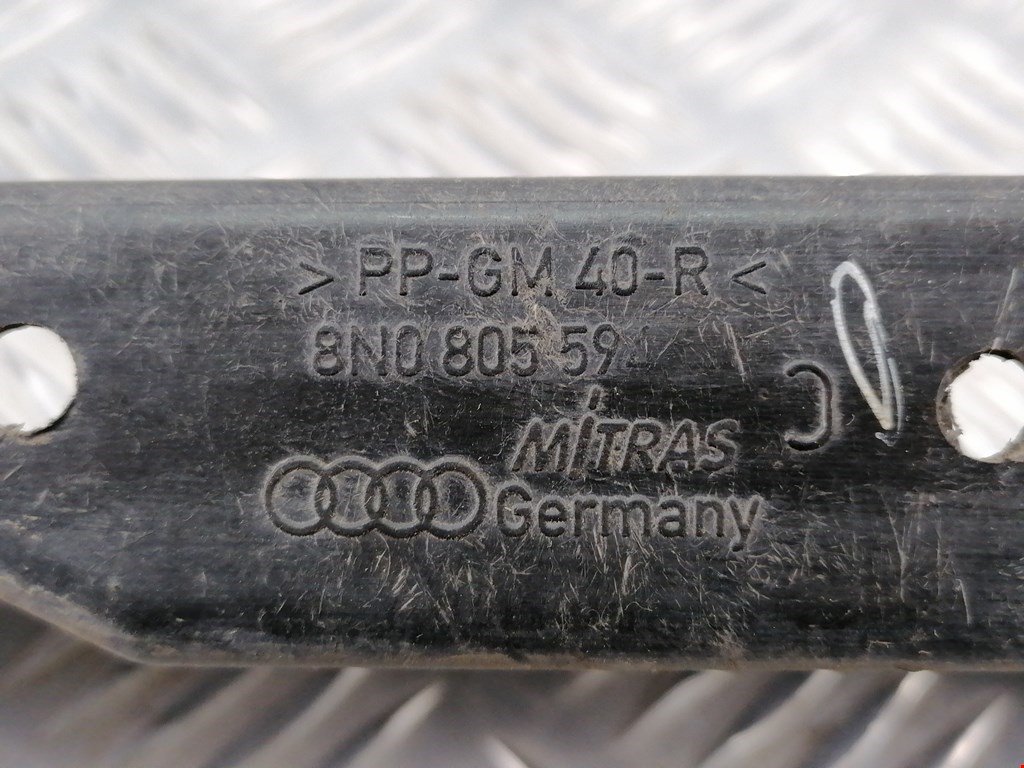 > PP-GM 40-R <
8N0 805
MiTRAS
Germany